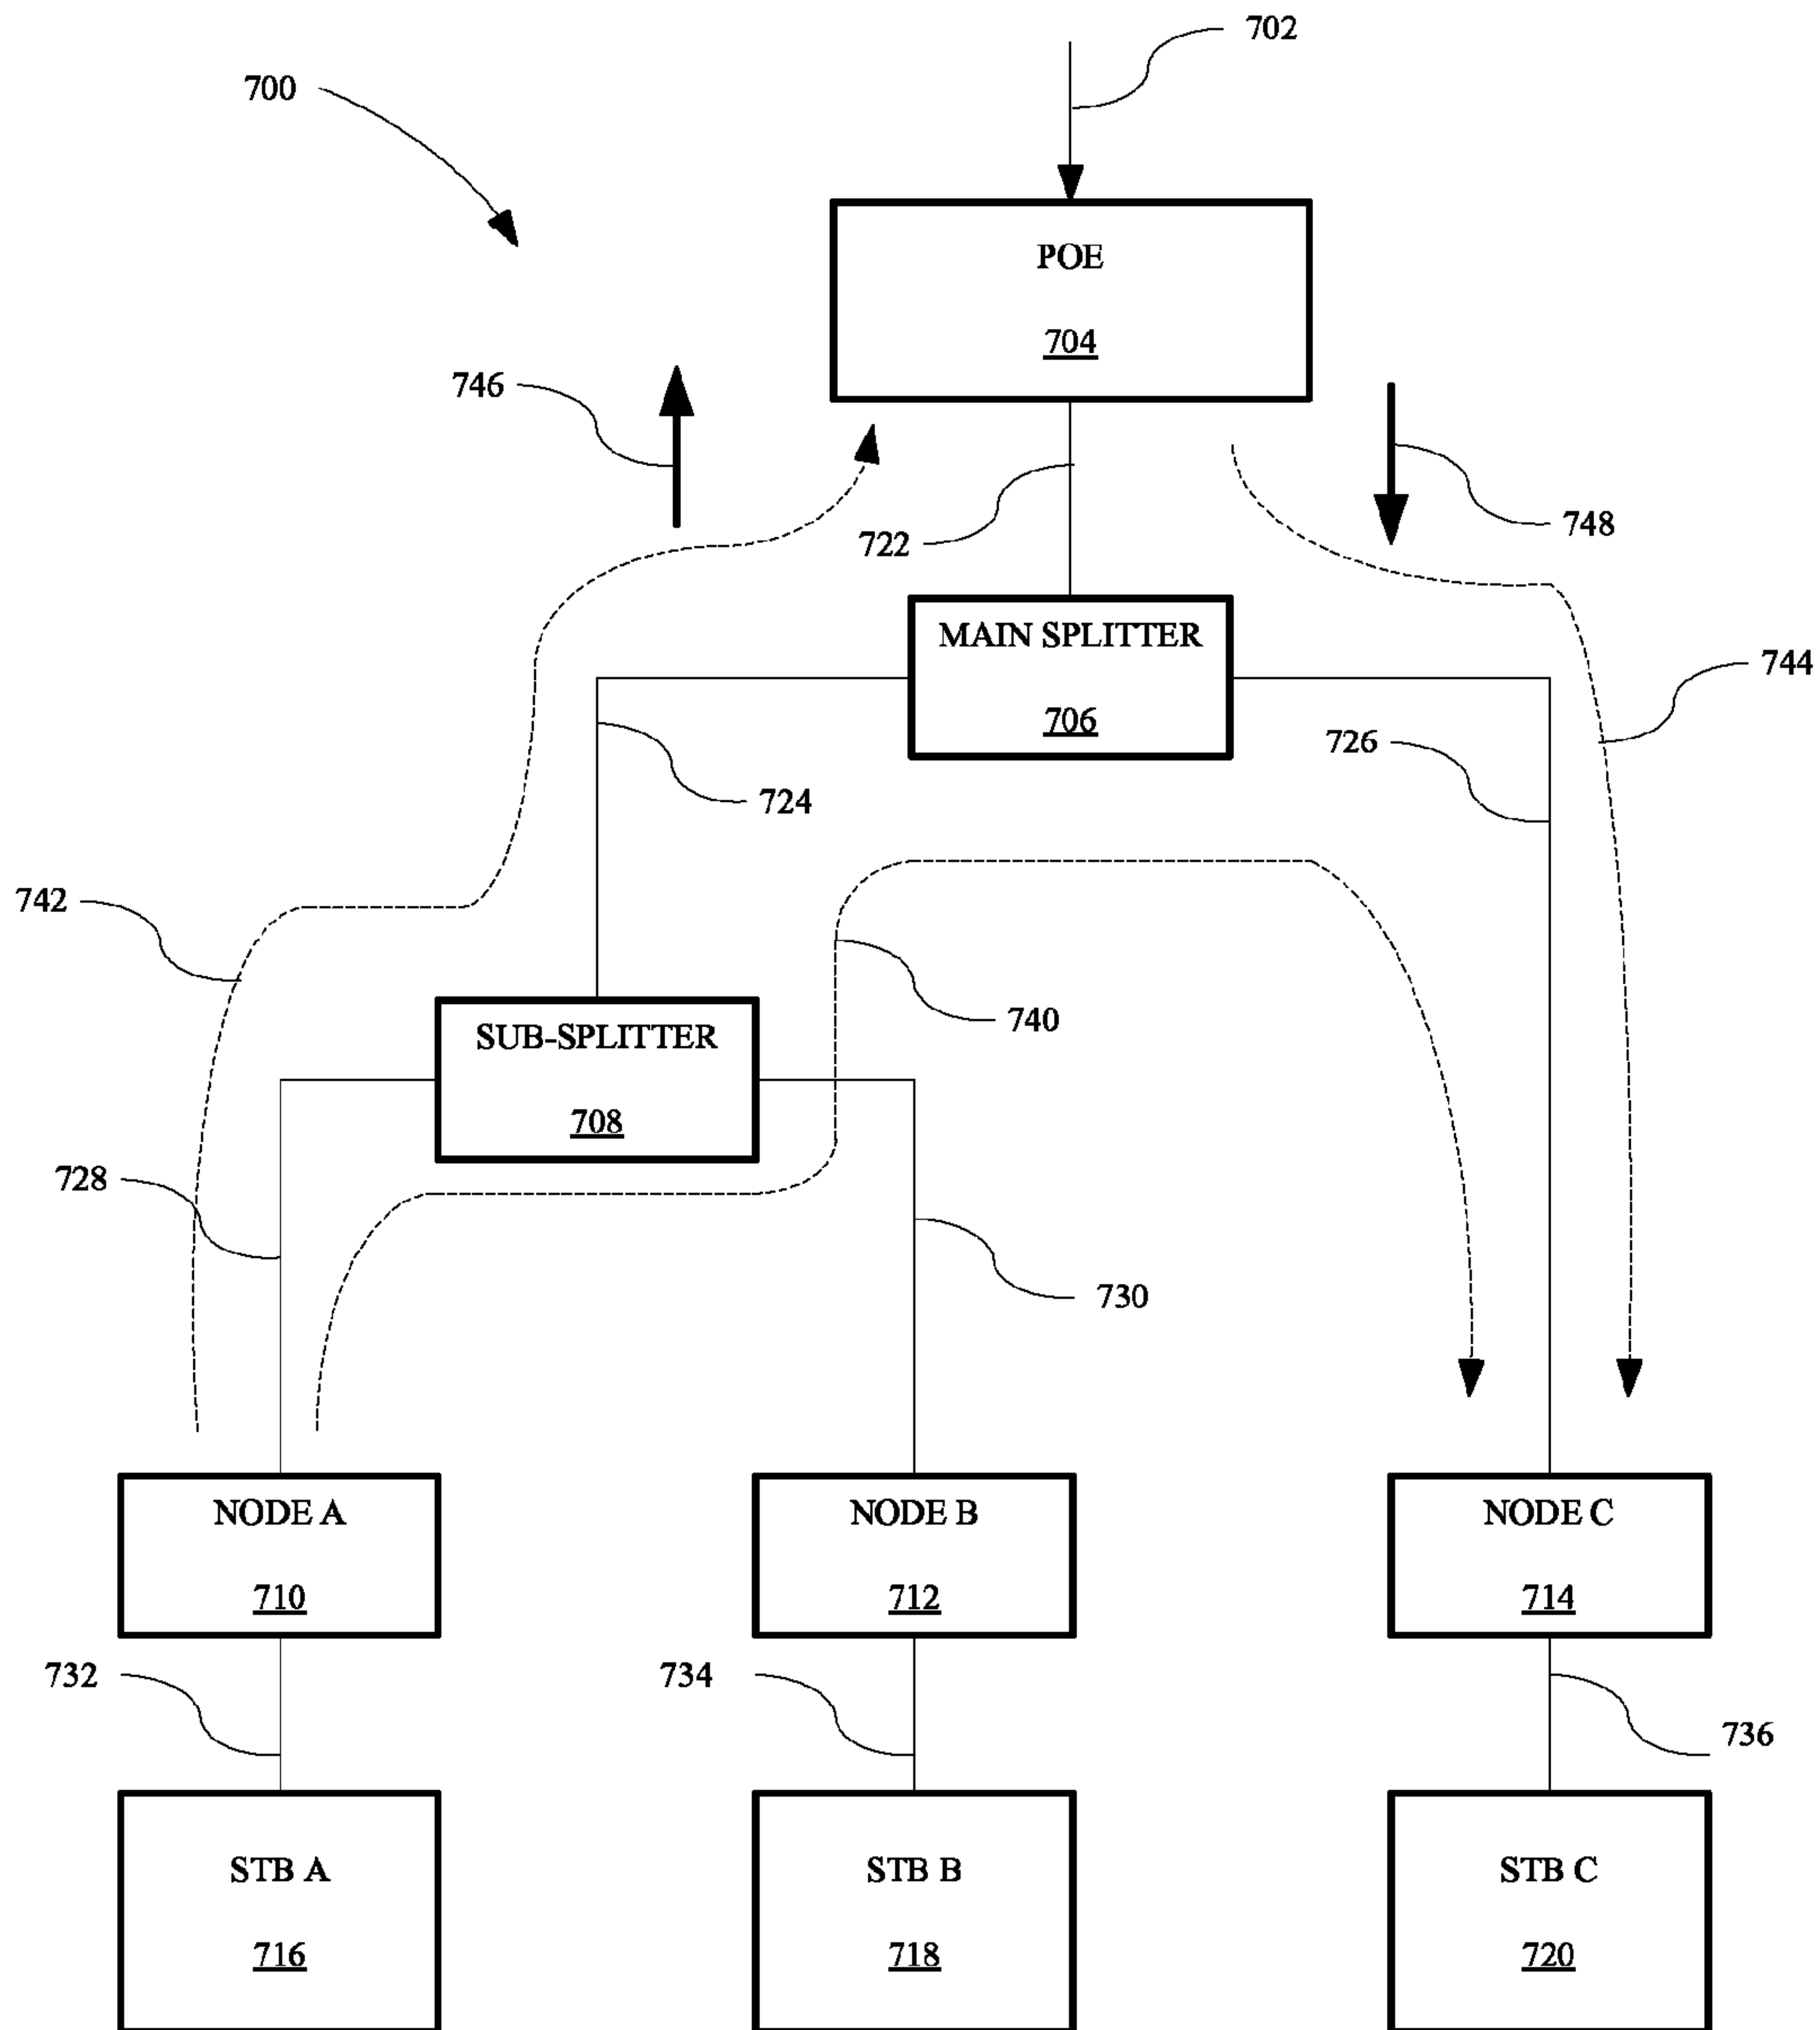 702
700
POE
704
746
748
722
MAIN SPLITTER
706
744
726
724
742
740
SUB-SPLITTER
708
728
730
NODE A
710
NODE B
712
NODE C
714
732
734
736
STB A
716
STB B
718
STB C
720